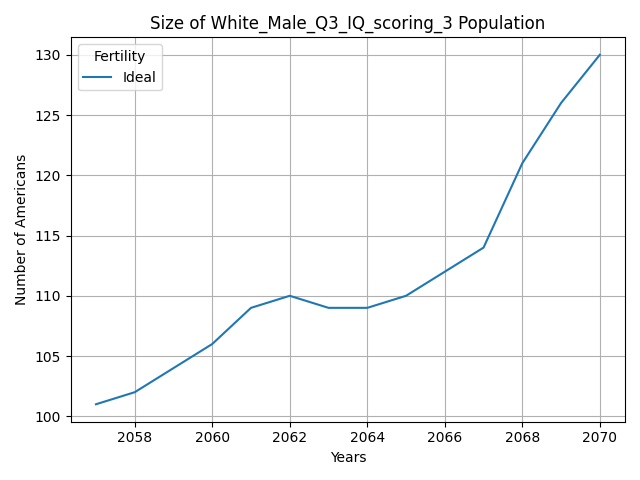 Size of White_Male_Q3_IQ_scoring_3 Population
Fertility
Ideal
130
125
120
115
110
105
100
Number of Americans
2058 2060 2062 2064 2066 2068 2070
Years